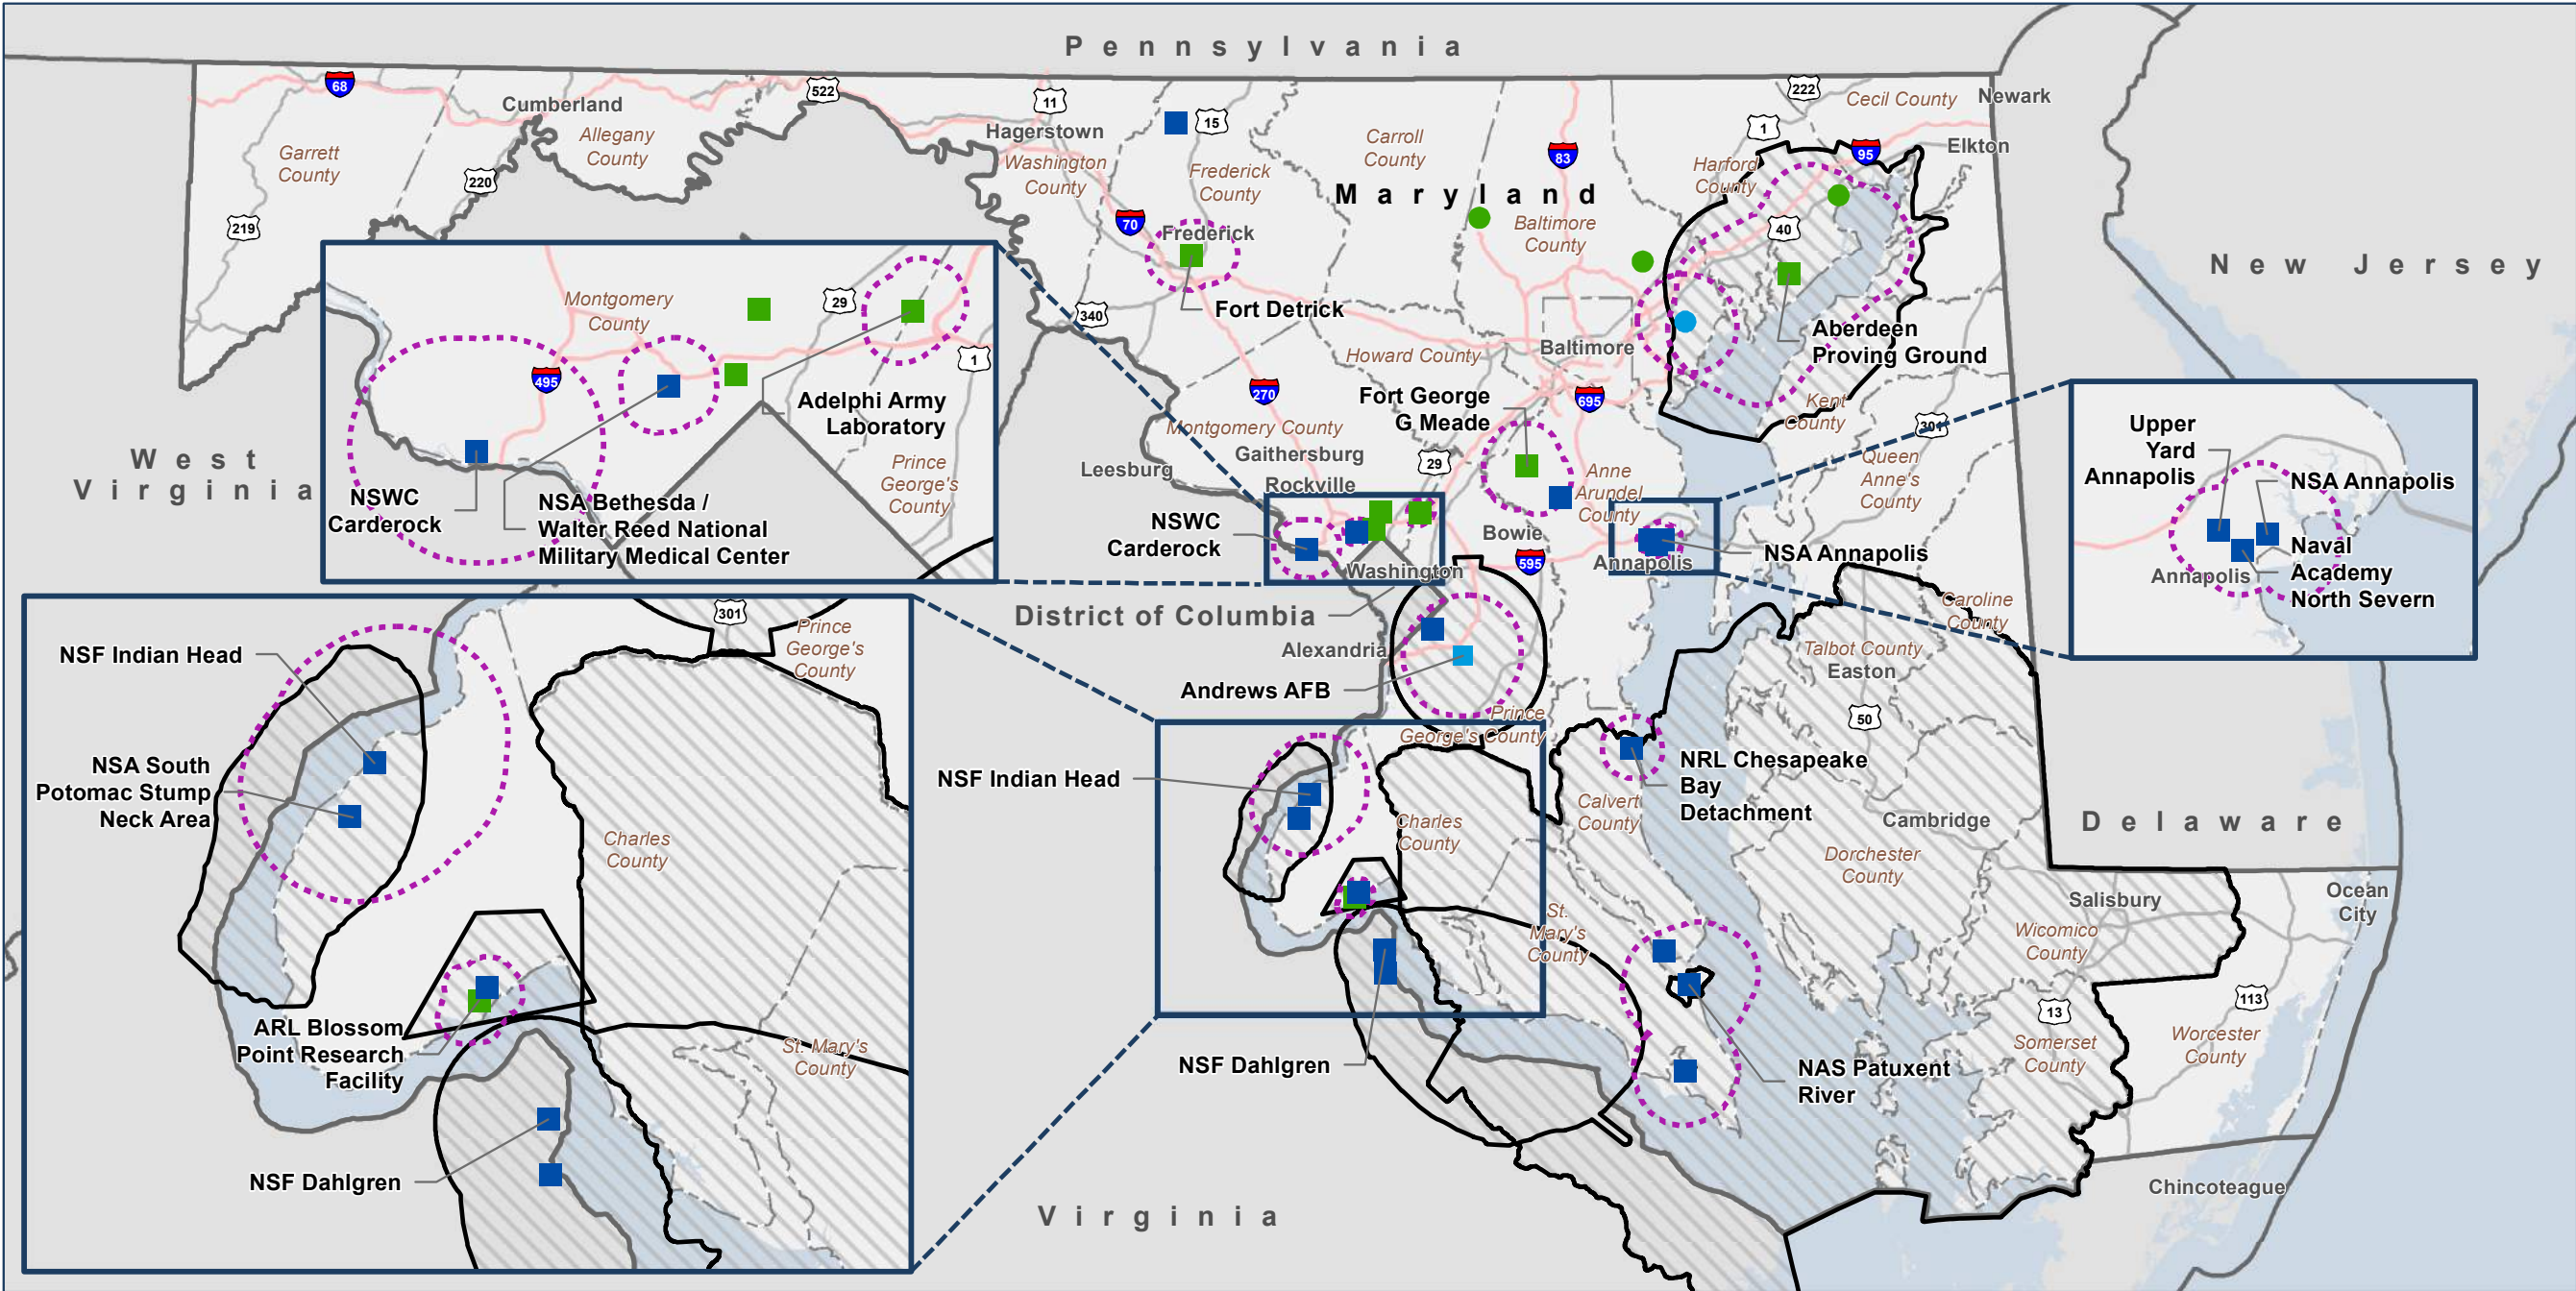 Pennsylvania
68
Cumberland
Allegany
County
Garrett
County
220
219
522
11
Hagerstown
Washington
County
15
Frederick
County
70
Frederick
Fort Detrick
340
Carroll
County
83
Maryland
Baltimore
County
222
Cecil County
Newark
1
95
Elkton
Harford
County
40
Aberdeen
Proving Ground
New Jersey
Howard County
Baltimore
Fort George
G Meade
695
270
Montgomery County
Gaithersburg
Rockville
Leesburg
29
Kent
County
301
Queen
Anne's
County
Anne
Arundel
County
NSWC
Carderock
Bowie
595
Washington
Annapolis
NSA Annapolis
District of Columbia
Alexandria
Andrews AFB
Prince
George's County
Caroline
County
Talbot County
Easton
50
West
Virginia
Montgomery
County
29
495
1
Adelphi Army
Laboratory
Prince
George's
County
NSWC
Carderock
NSA Bethesda /
Walter Reed National
Military Medical Center
Upper
Yard
Annapolis
NSA Annapolis
Naval
Academy
North Severn
Annapolis
301
Prince
George's
County
NSF Indian Head
NSA South
Potomac Stump
Neck Area
Charles
County
ARL Blossom
Point Research
Facility
St. Mary's
County
NSF Dahlgren
NSF Indian Head
Charles
County
Calvert
County
NRL Chesapeake
Bay
Detachment
Cambridge
Dorchester
County
Delaware
Salisbury
Wicomico
County
Ocean
City
St.
Mary's
County
NSF Dahlgren
NAS Patuxent
River
13
113
Somerset
County
Worcester
County
Chincoteague
Virginia